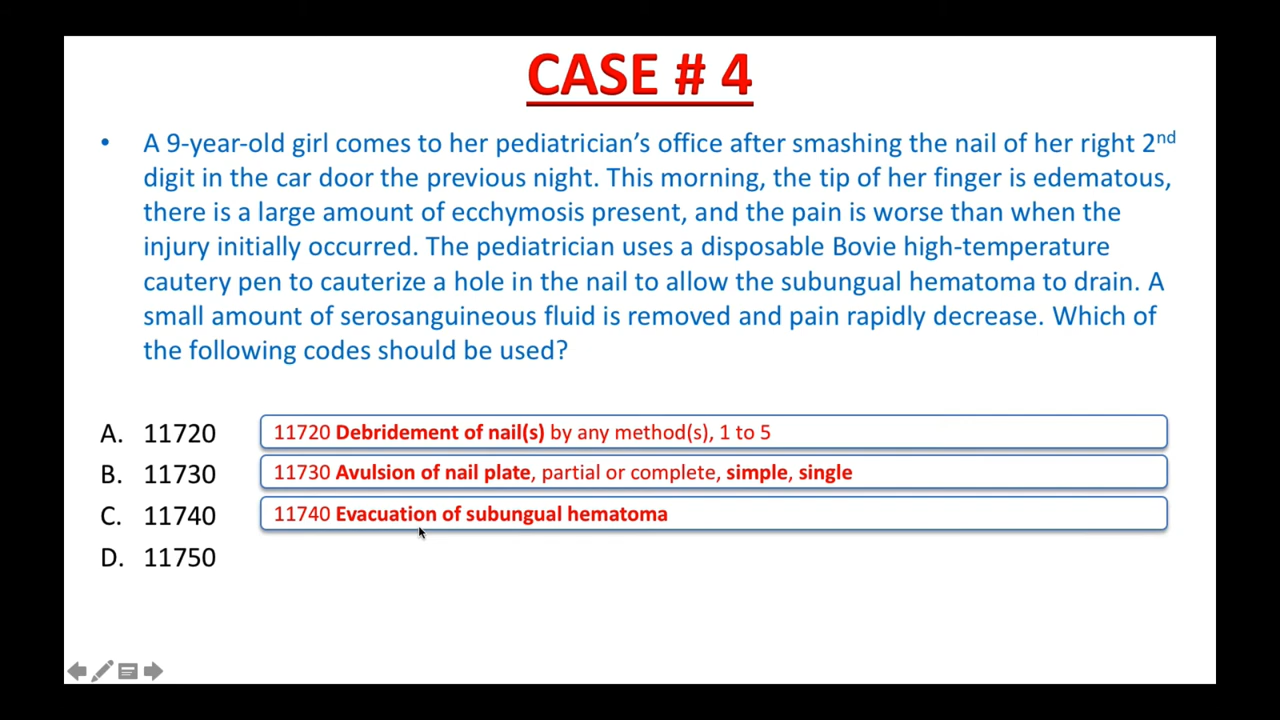 CASE # 4
• A 9-year-old girl comes to her pediatrician’s office after smashing the nail of her right 2nd
digit in the car door the previous night. This morning, the tip of her finger is edematous,
there is a large amount of ecchymosis present, and the pain is worse than when the
injury initially occurred. The pediatrician uses a disposable Bovie high-temperature
cautery pen to cauterize a hole in the nail to allow the subungual hematoma to drain. A
small amount of serosanguineous fluid is removed and pain rapidly decrease. Which of
the following codes should be used?
A. 11720 11720 Debridement of nail(s) by any method(s), 1 to 5
B. 11730 11730 Avulsion of nail plate, partial or complete, simple, single
C. 11740 11740 Evacuation of subungual hematoma
D. 11750